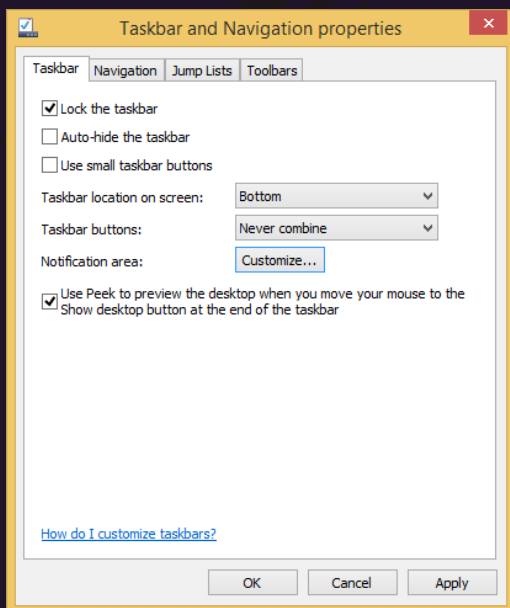 Taskbar and Navigation properties
Taskbar
Navigation
Jump Lists
Toolbars
Lock the taskbar
Auto-hide the taskbar
Use small taskbar buttons
Taskbar location on screen:
Bottom
Taskbar buttons:
Never combine
Notification area:
Customize...
Use Peek to preview the desktop when you move your mouse to the
Show desktop button at the end of the taskbar
How do I customize taskbars?
OK
Cancel
Apply